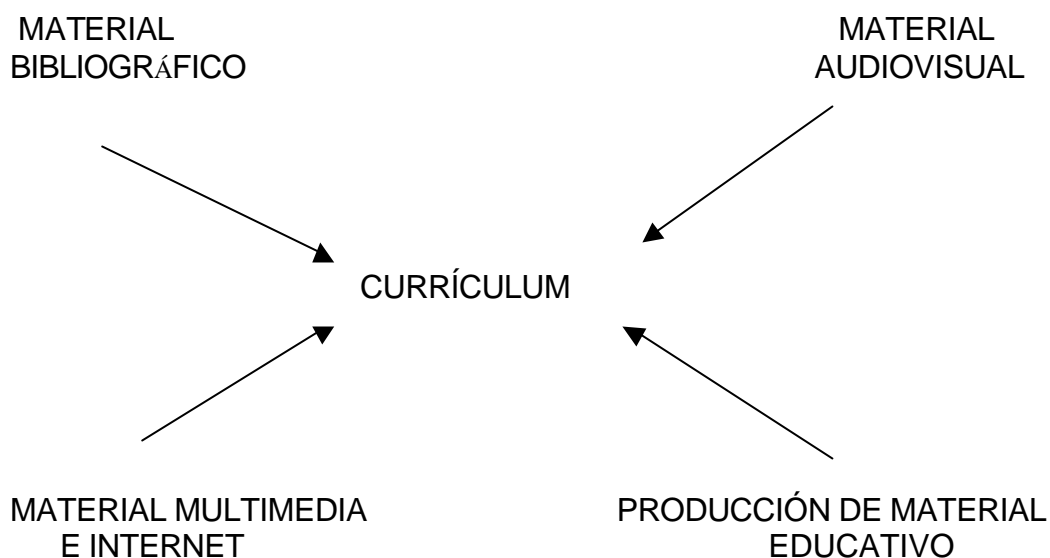 MATERIAL
BIBLIOGRÁFICO
MATERIAL
AUDIOVISUAL
CURRÍCULUM
MATERIAL MULTIMEDIA
E INTERNET
PRODUCCIÓN DE MATERIAL
EDUCATIVO